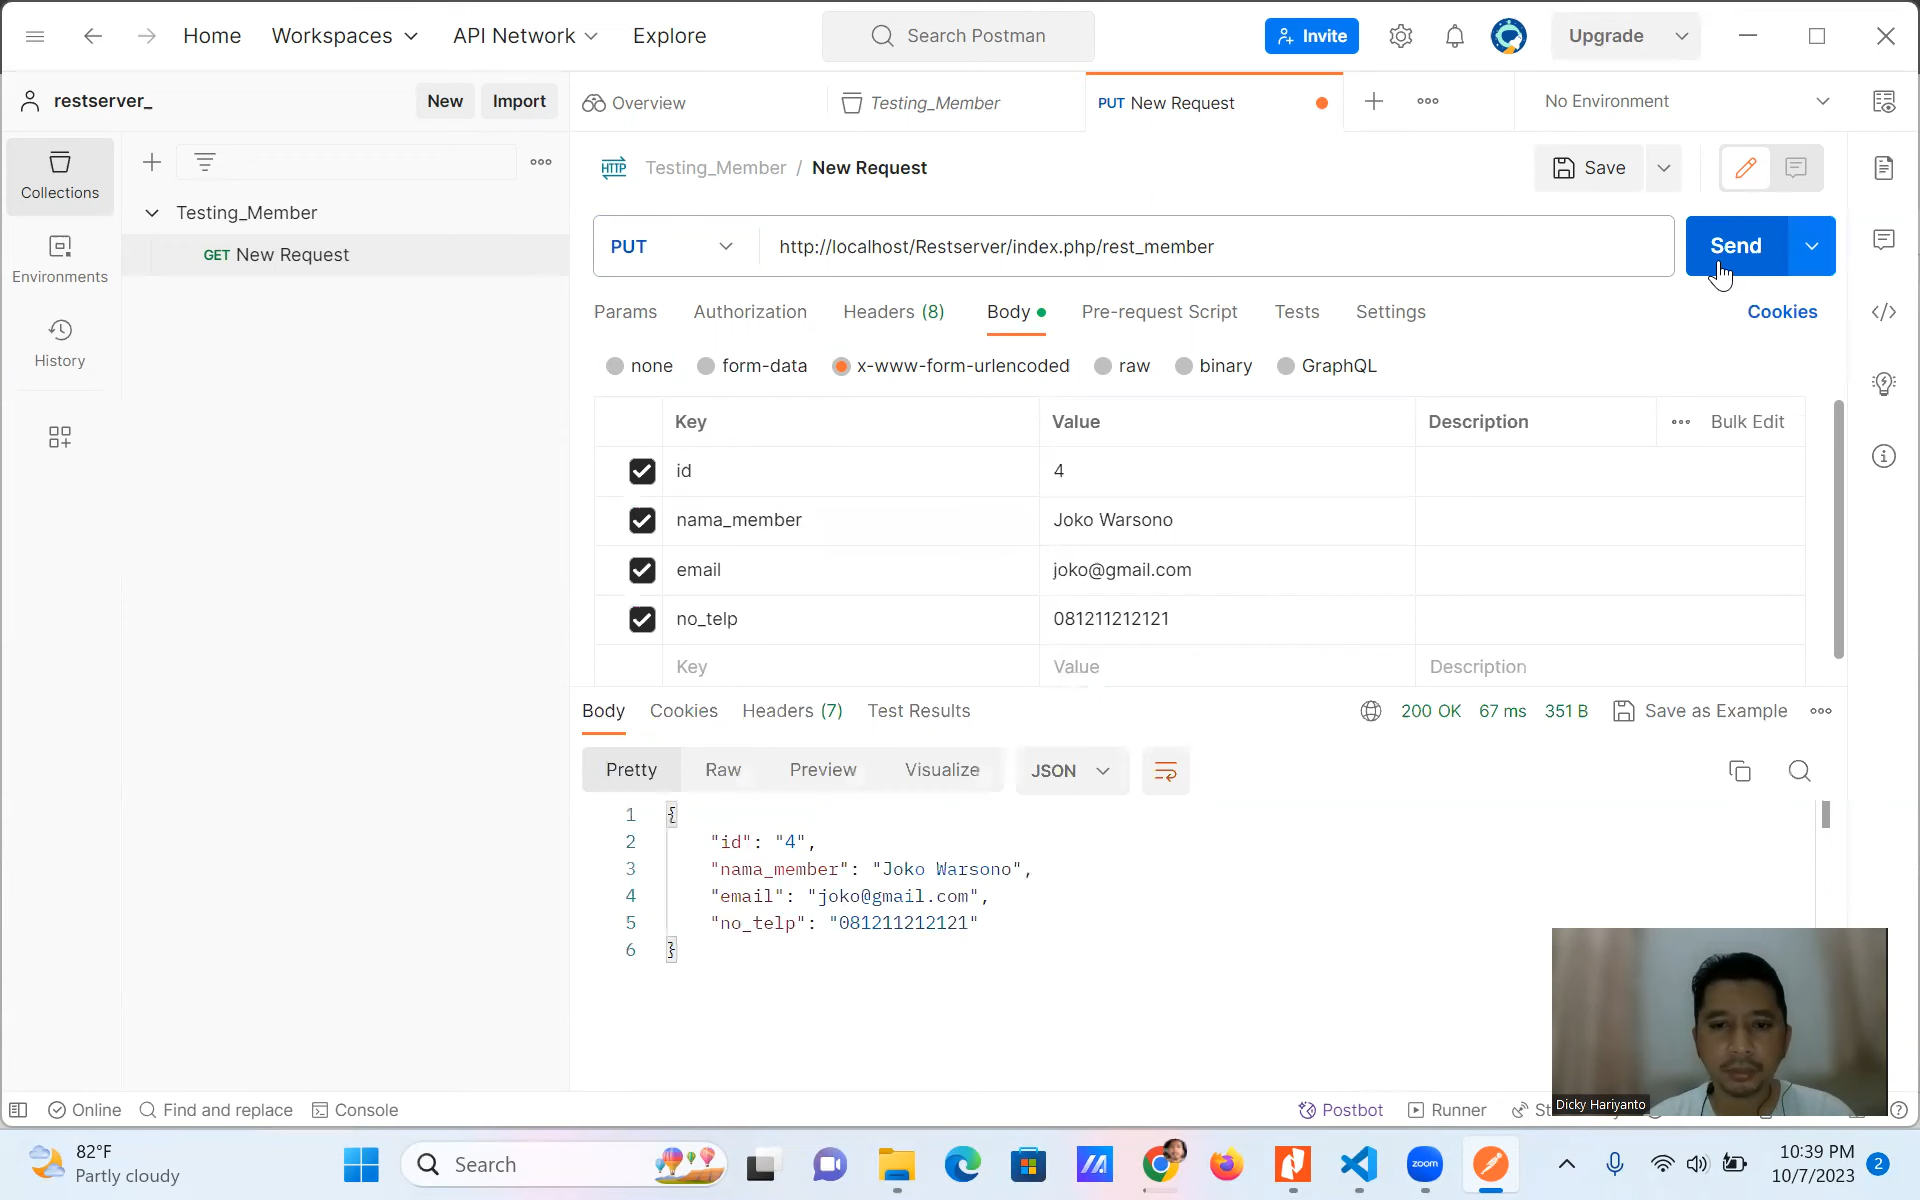 Home
Workspaces
API Network
Explore
Search Postman
Invite
Upgrade
restserver_
New
Import
Overview
Testing_Member
PUT New Request
No Environment
Collections
Environments
History
Testing_Member
GET New Request
HTTP
Testing_Member / New Request
Save
PUT
http://localhost/Restserver/index.php/rest_member
Send
Params
Authorization
Headers (8)
Body
Pre-request Script
Tests
Settings
Cookies
none
form-data
x-www-form-urlencoded
raw
binary
GraphQL
Key
Value
Description
Bulk Edit
id
4
nama_member
Joko Warsono
email
joko@gmail.com
no_telp
081211212121
Key
Value
Description
Body
Cookies
Headers (7)
Test Results
200 OK
67 ms
351 B
Save as Example
Pretty
Raw
Preview
Visualize
JSON
1 {
2 "id": "4",
3 "nama_member": "Joko Warsono",
4 "email": "joko@gmail.com",
5 "no_telp": "081211212121"
6 }
Dicky Hariyanto
Online
Find and replace
Console
Postbot
Runner
82°F
Partly cloudy
Search
zoom
10:39 PM
10/7/2023
2